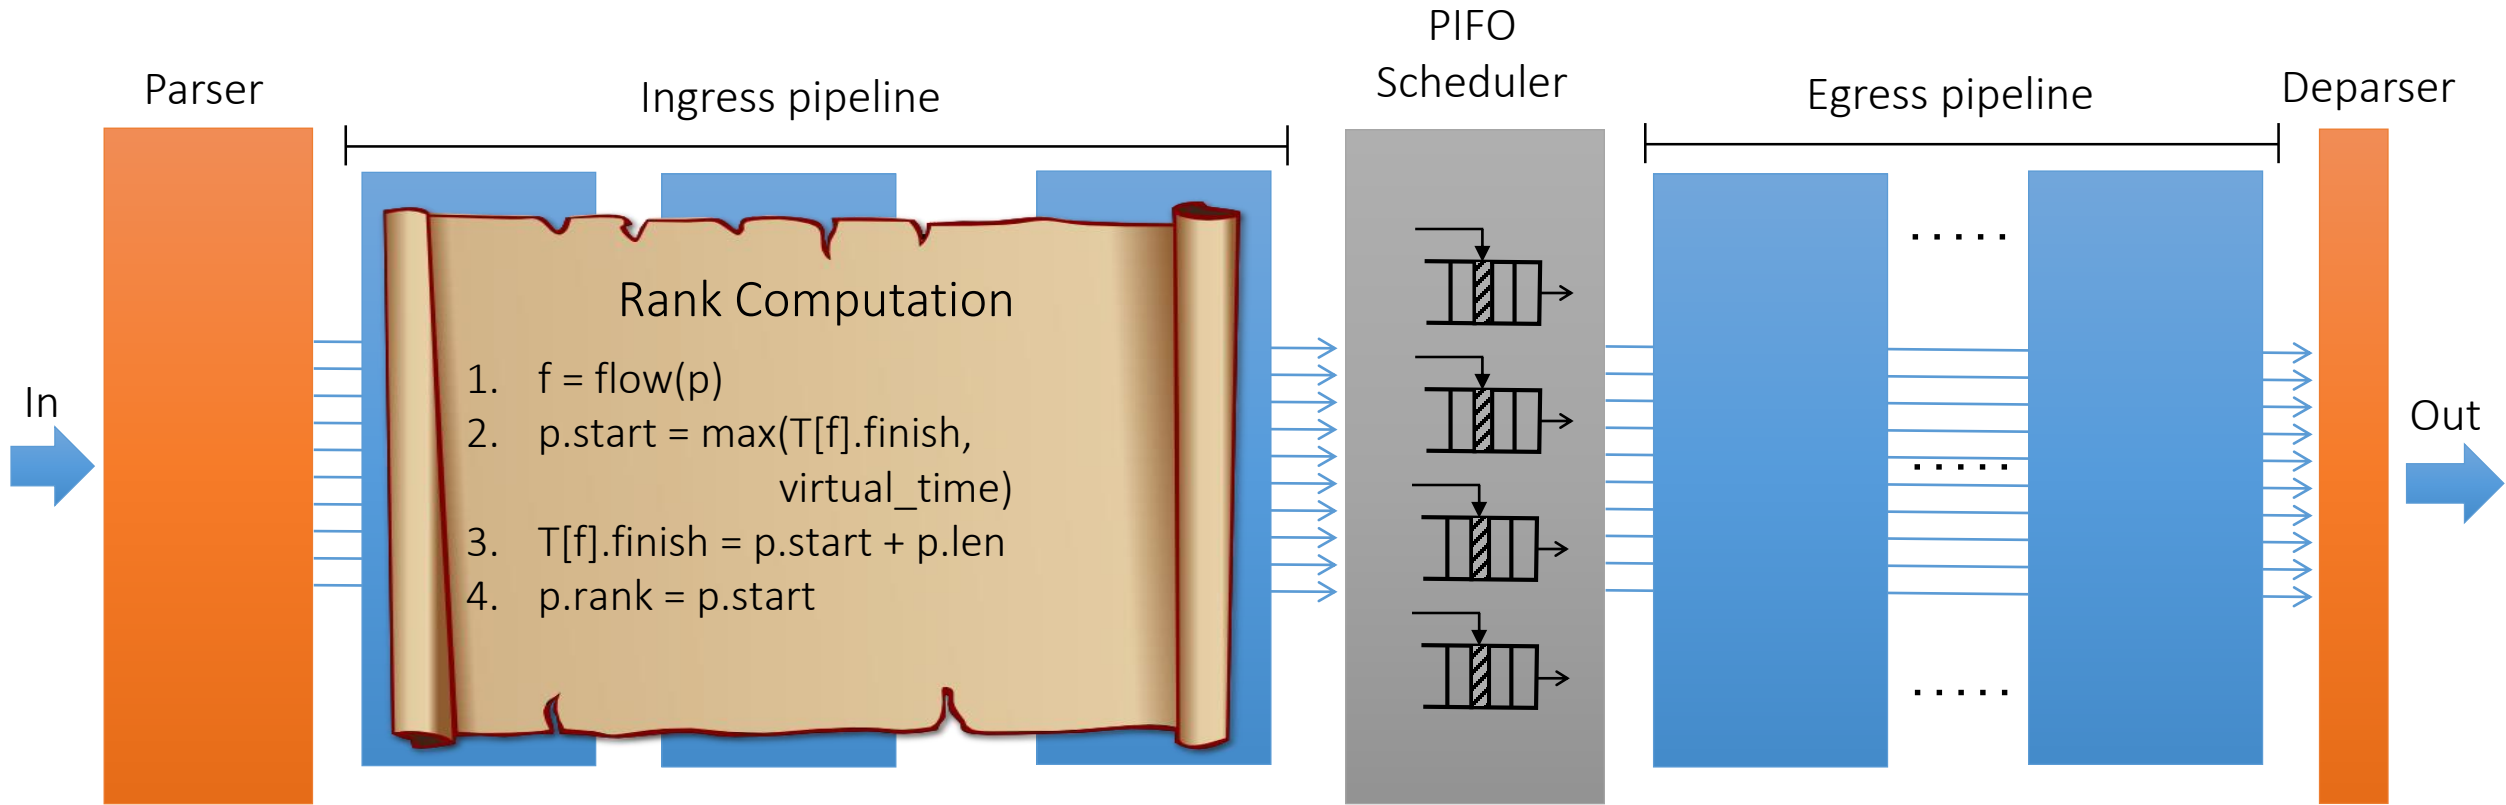 Parser
Ingress pipeline
PIFO
Scheduler
Egress pipeline
Deparser
In
Rank Computation
1. f = flow(p)
2. p.start = max(T[f].finish,
virtual_time)
3. T[f].finish = p.start + p.len
4. p.rank = p.start
Out